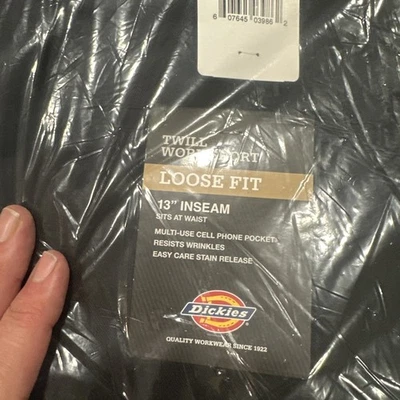 6 07645 03986 2
TWILL
WORK SHORT
LOOSE FIT
13" INSEAM
SITS AT WAIST
MULTI-USE CELL PHONE POCKET
RESISTS WRINKLES
EASY CARE STAIN RELEASE
Dickies
QUALITY WORKWEAR SINCE 1922